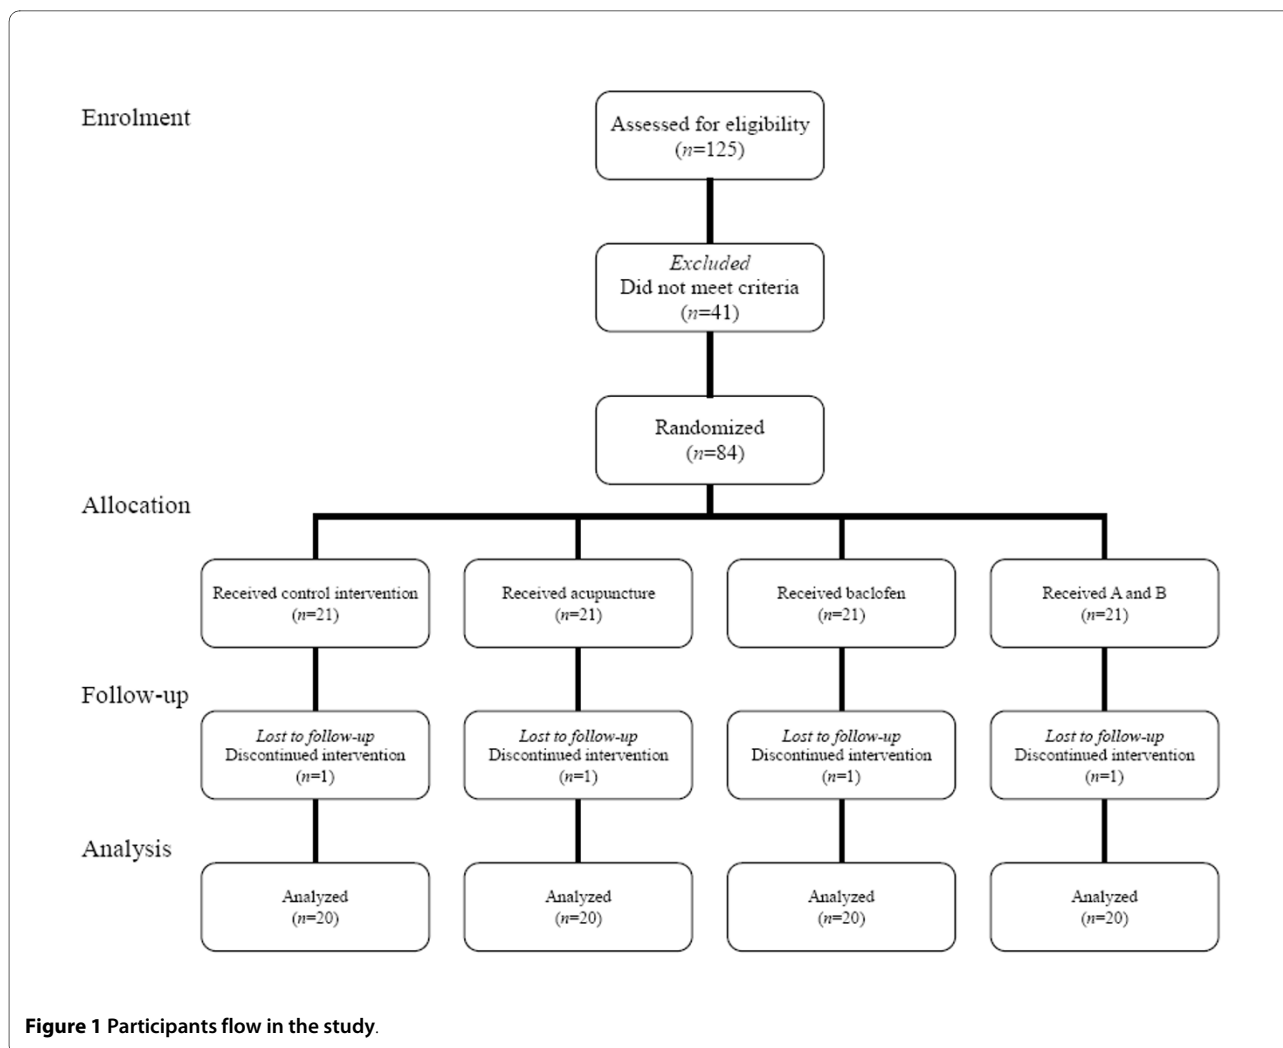 Enrolment
Assessed for eligibility
(n=125)
Excluded
Did not meet criteria
(n=41)
Randomized
(n=84)
Allocation
Received control intervention
(n=21)
Received acupuncture
(n=21)
Received baclofen
(n=21)
Received A and B
(n=21)
Follow-up
Lost to follow-up
Discontinued intervention
(n=1)
Lost to follow-up
Discontinued intervention
(n=1)
Lost to follow-up
Discontinued intervention
(n=1)
Lost to follow-up
Discontinued intervention
(n=1)
Analysis
Analyzed
(n=20)
Analyzed
(n=20)
Analyzed
(n=20)
Analyzed
(n=20)
Figure 1 Participants flow in the study.